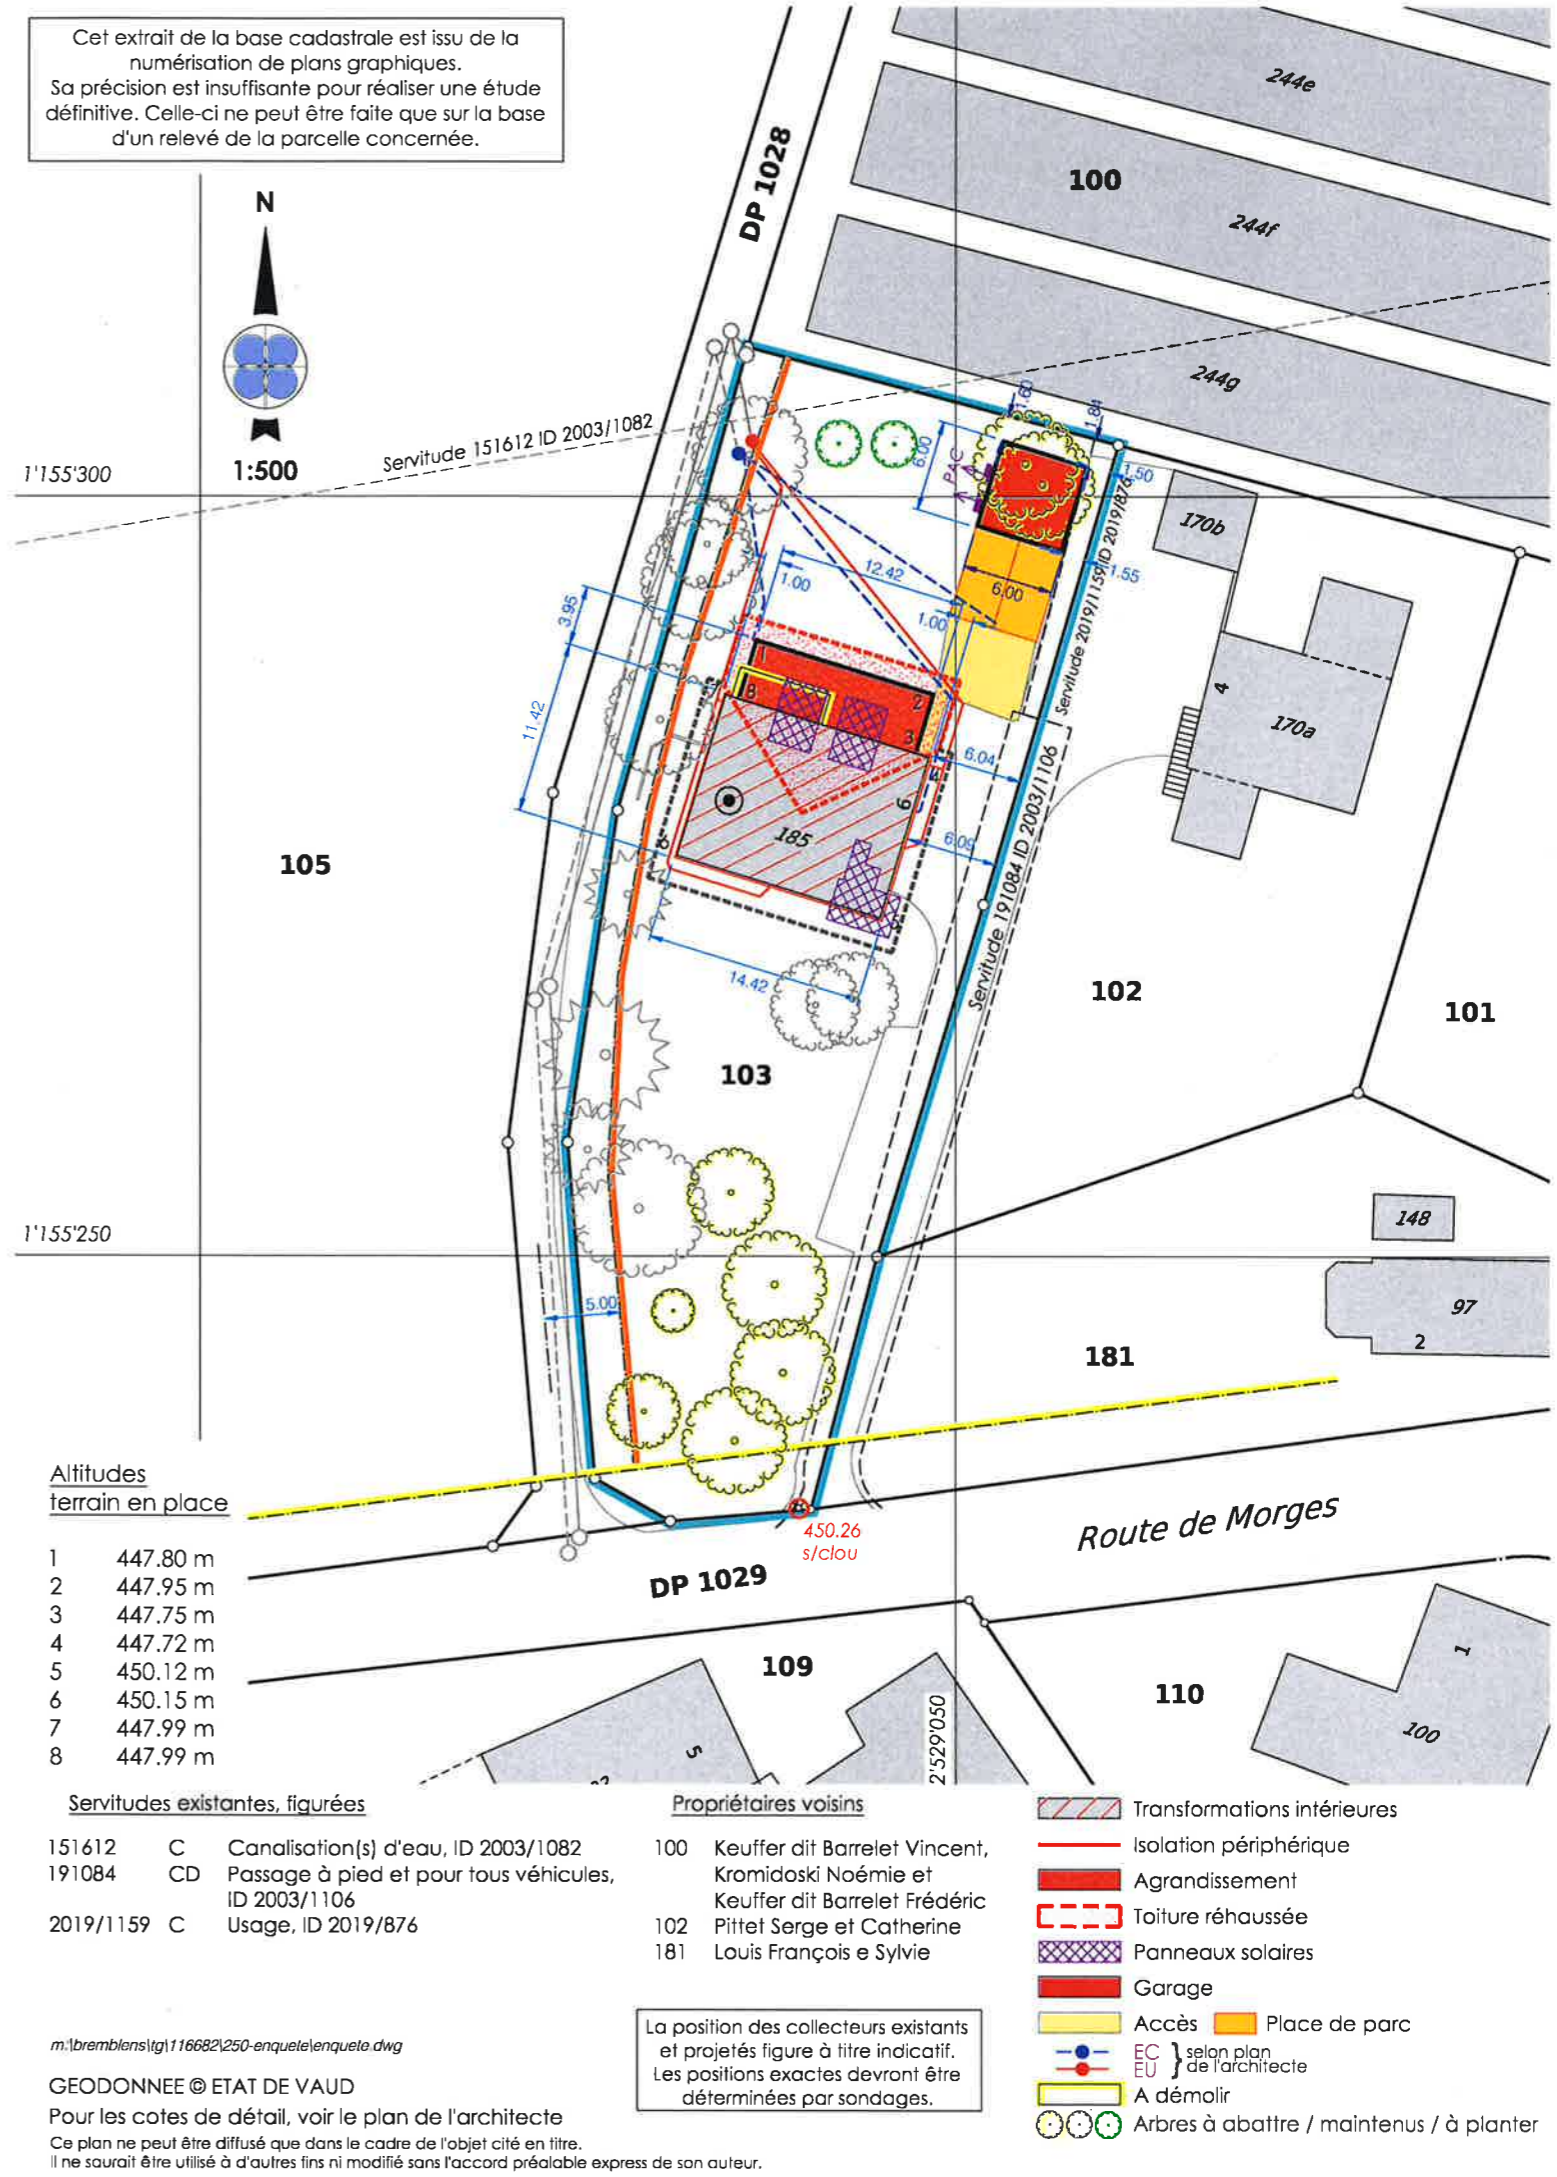 Cet extrait de la base cadastrale est issu de la
numérisation de plans graphiques.
Sa précision est insuffisante pour réaliser une étude
définitive. Celle-ci ne peut être faite que sur la base
d'un relevé de la parcelle concernée.
N
1:500
DP 1028
244e
100
244f
244g
Servitude 151612 ID 2003/1082
1'155'300
1.60
1.84
6.00
PAC
1.50
170b
1.55
Servitude 2019/1159 ID 2019/876
12.42
1.00
6.00
1.00
3.95
11.42
1
2
3
4
5
6
7
8
6
185
6.04
6.09
Servitude 191084 ID 2003/1106
4
170a
105
14.42
102
101
103
1'155'250
148
97
2
5.00
181
450.26
s/clou
Route de Morges
DP 1029
109
110
1
100
5
2'529'050
Altitudes
terrain en place
1 447.80 m
2 447.95 m
3 447.75 m
4 447.72 m
5 450.12 m
6 450.15 m
7 447.99 m
8 447.99 m
Servitudes existantes, figurées
151612 C Canalisation(s) d'eau, ID 2003/1082
191084 CD Passage à pied et pour tous véhicules,
ID 2003/1106
2019/1159 C Usage, ID 2019/876
Propriétaires voisins
100 Keuffer dit Barrelet Vincent,
Kromidoski Noémie et
Keuffer dit Barrelet Frédéric
102 Pittet Serge et Catherine
181 Louis François e Sylvie
Transformations intérieures
Isolation périphérique
Agrandissement
Toiture réhaussée
Panneaux solaires
Garage
Accès Place de parc
EC } selon plan
EU de l'architecte
A démolir
Arbres à abattre / maintenus / à planter
La position des collecteurs existants
et projetés figure à titre indicatif.
Les positions exactes devront être
déterminées par sondages.
m:\bremblens\tg\116682\250-enquete\enquete.dwg
GEODONNEE © ETAT DE VAUD
Pour les cotes de détail, voir le plan de l'architecte
Ce plan ne peut être diffusé que dans le cadre de l'objet cité en titre.
Il ne saurait être utilisé à d'autres fins ni modifié sans l'accord préalable express de son auteur.